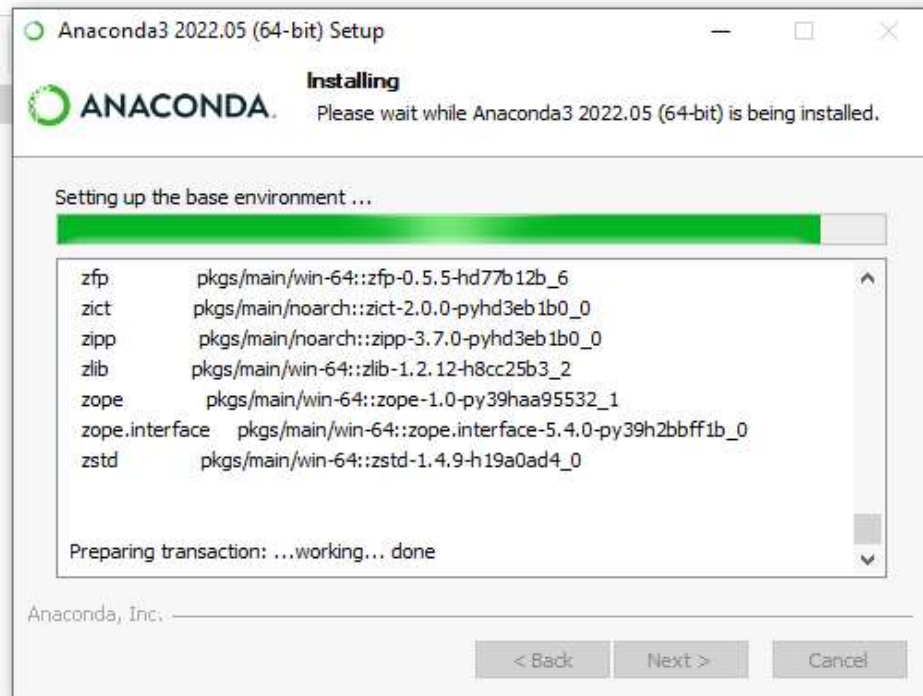 Anaconda3 2022.05 (64-bit) Setup
Installing
ANACONDA.
Please wait while Anaconda3 2022.05 (64-bit) is being installed.
Setting up the base environment ...
zfp pkgs/main/win-64::zfp-0.5.5-hd77b12b_6
zict pkgs/main/noarch::zict-2.0.0-pyhd3eb1b0_0
zipp pkgs/main/noarch::zipp-3.7.0-pyhd3eb1b0_0
zlib pkgs/main/win-64::zlib-1.2.12-h8cc25b3_2
zope pkgs/main/win-64::zope-1.0-py39haa95532_1
zope.interface pkgs/main/win-64::zope.interface-5.4.0-py39h2bbff1b_0
zstd pkgs/main/win-64::zstd-1.4.9-h19a0ad4_0
Preparing transaction: ...working... done
Anaconda, Inc.
< Back Next > Cancel